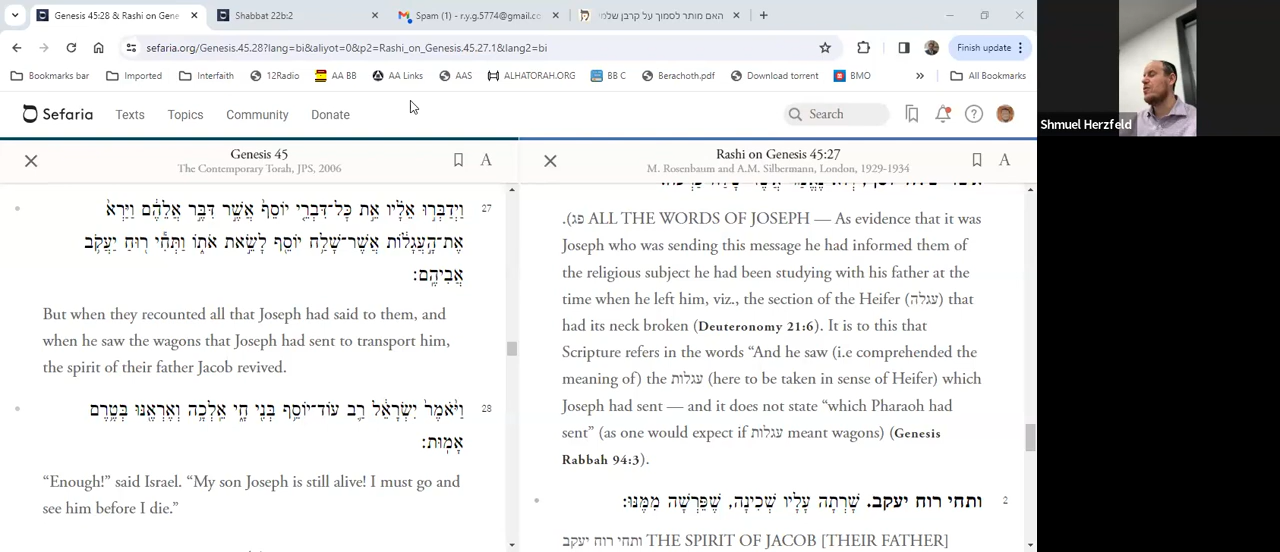 Genesis 45:28 & Rashi on Gene
Shabbat 22b:2
Spam (1) - r.y.g.5774@gmail.co
האם מותר לסמוך על קרבן שלמי
sefaria.org/Genesis.45.28?lang=bi&aliyot=0&p2=Rashi_on_Genesis.45.27.1&lang2=bi
Finish update
Bookmarks bar
Imported
Interfaith
12Radio
AA BB
AA Links
AAS
ALHATORAH.ORG
BB C
Berachoth.pdf
Download torrent
BMO
»
All Bookmarks
Sefaria
Texts
Topics
Community
Donate
Search
Shmuel Herzfeld
Genesis 45
The Contemporary Torah, JPS, 2006
A
27
וַיְדַבְּר֣וּ אֵלָ֗יו אֵ֣ת כׇּל־דִּבְרֵ֤י יוֹסֵף֙ אֲשֶׁ֣ר דִּבֶּ֣ר אֲלֵהֶ֔ם וַיַּרְא֙
אֶת־הָ֣עֲגָל֔וֹת אֲשֶׁר־שָׁלַ֥ח יוֹסֵ֖ף לָשֵׂ֣את אֹת֑וֹ וַתְּחִ֕י ר֖וּחַ יַעֲקֹ֥ב
אֲבִיהֶֽם׃
But when they recounted all that Joseph had said to them, and
when he saw the wagons that Joseph had sent to transport him,
the spirit of their father Jacob revived.
28
וַיֹּ֙אמֶר֙ יִשְׂרָאֵ֔ל רַ֛ב עוֹד־יוֹסֵ֥ף בְּנִ֖י חָ֑י אֵֽלְכָ֥ה וְאֶרְאֶ֖נּוּ בְּטֶ֥רֶם
אָמֽוּת׃
“Enough!” said Israel. “My son Joseph is still alive! I must go and
see him before I die.”
Rashi on Genesis 45:27
M. Rosenbaum and A.M. Silbermann, London, 1929-1934
A
.(פג ALL THE WORDS OF JOSEPH — As evidence that it was
Joseph who was sending this message he had informed them of
the religious subject he had been studying with his father at the
time when he left him, viz., the section of the Heifer (עגלה) that
had its neck broken (Deuteronomy 21:6). It is to this that
Scripture refers in the words “And he saw (i.e comprehended the
meaning of) the עגלות (here to be taken in sense of Heifer) which
Joseph had sent — and it does not state “which Pharaoh had
sent” (as one would expect if עגלות meant wagons) (Genesis
Rabbah 94:3).
2
ותחי רוח יעקב. שָׁרְתָה עָלָיו שְׁכִינָה, שֶׁפֵּרְשָׁה מִמֶּנּוּ:
ותחי רוח יעקב THE SPIRIT OF JACOB [THEIR FATHER]